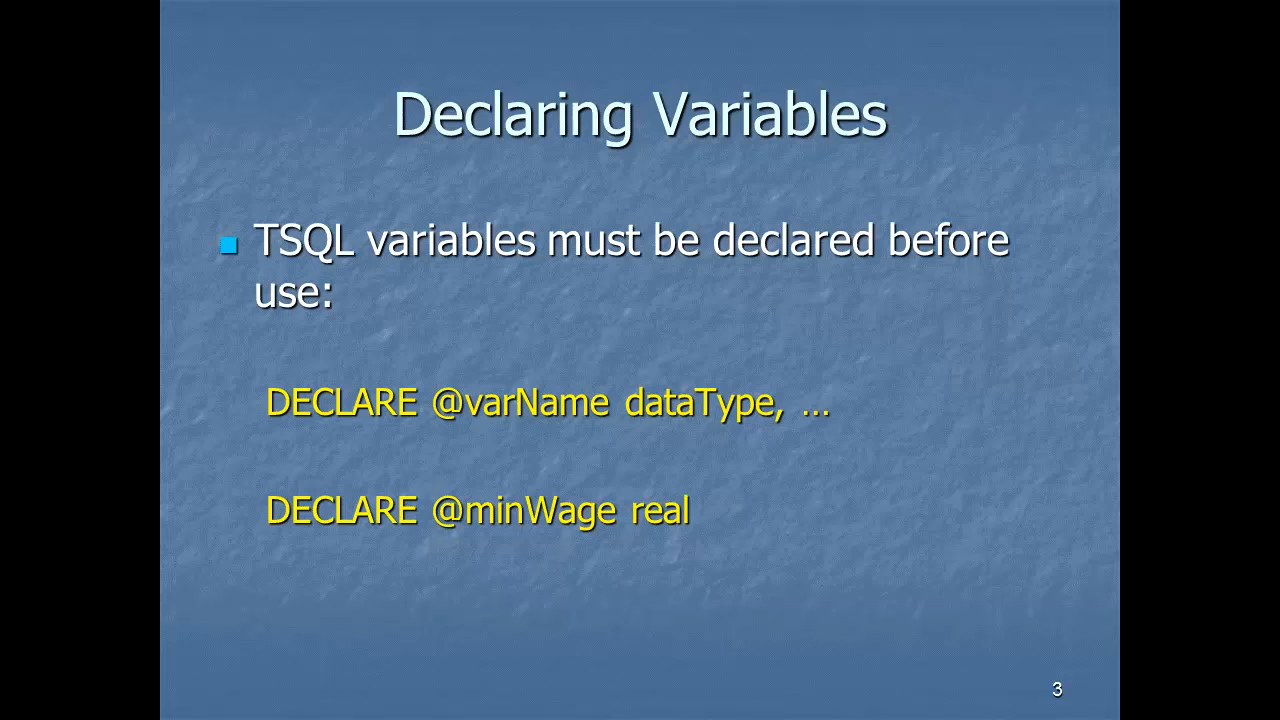 Declaring Variables
TSQL variables must be declared before
use:
DECLARE @varName dataType, …
DECLARE @minWage real
3